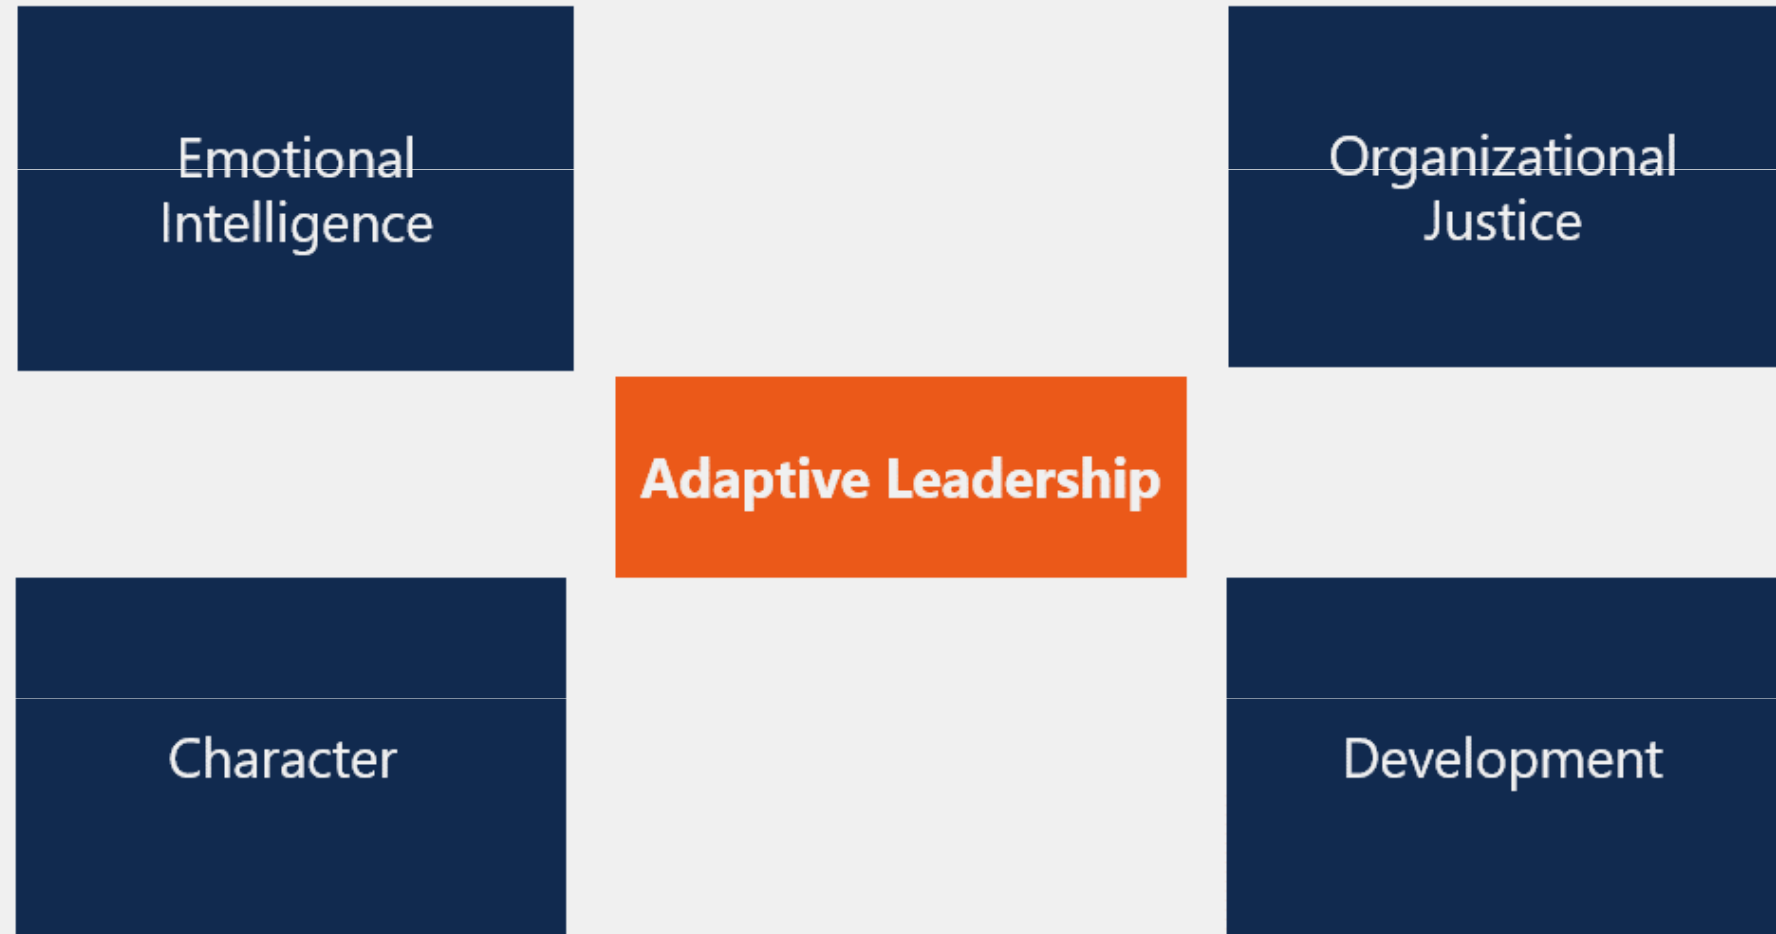 Emotional
Intelligence
Organizational
Justice
Adaptive Leadership
Character
Development